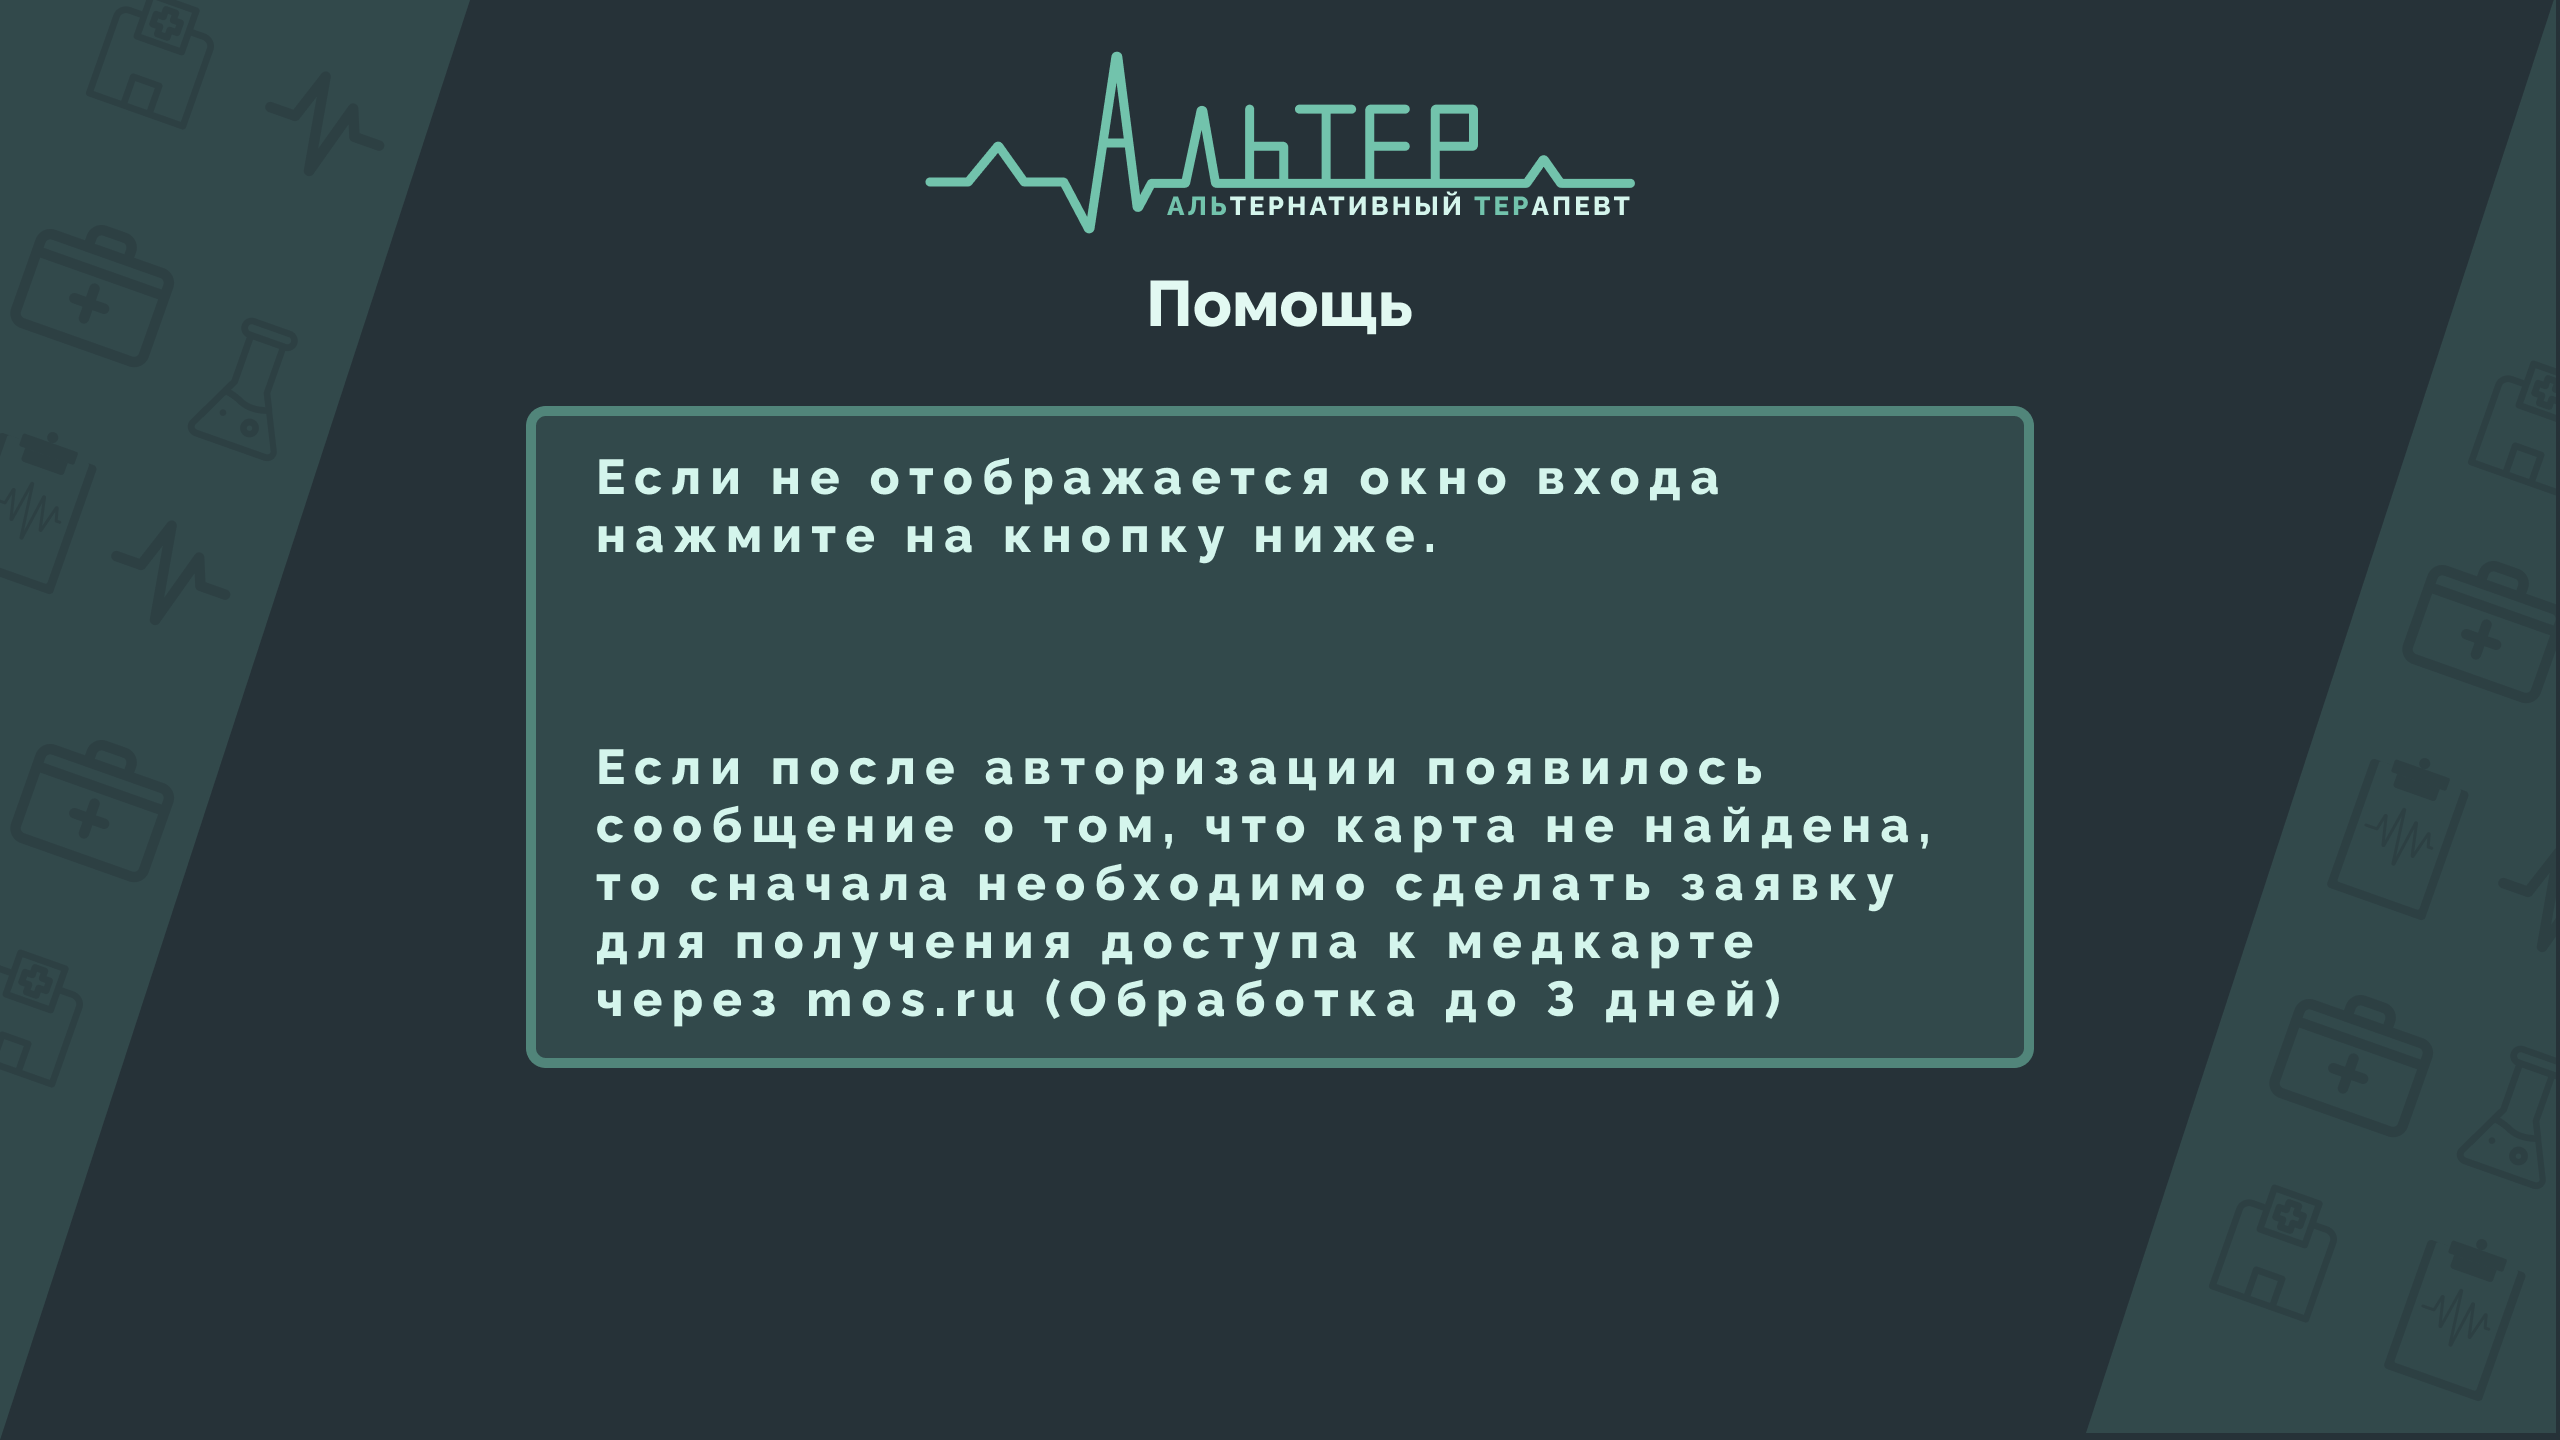 Альтер
АЛЬТЕРНАТИВНЫЙ ТЕРАПЕВТ
Помощь
Если не отображается окно входа
нажмите на кнопку ниже.
Если после авторизации появилось
сообщение о том, что карта не найдена,
то сначала необходимо сделать заявку
для получения доступа к медкарте
через mos.ru (Обработка до 3 дней)